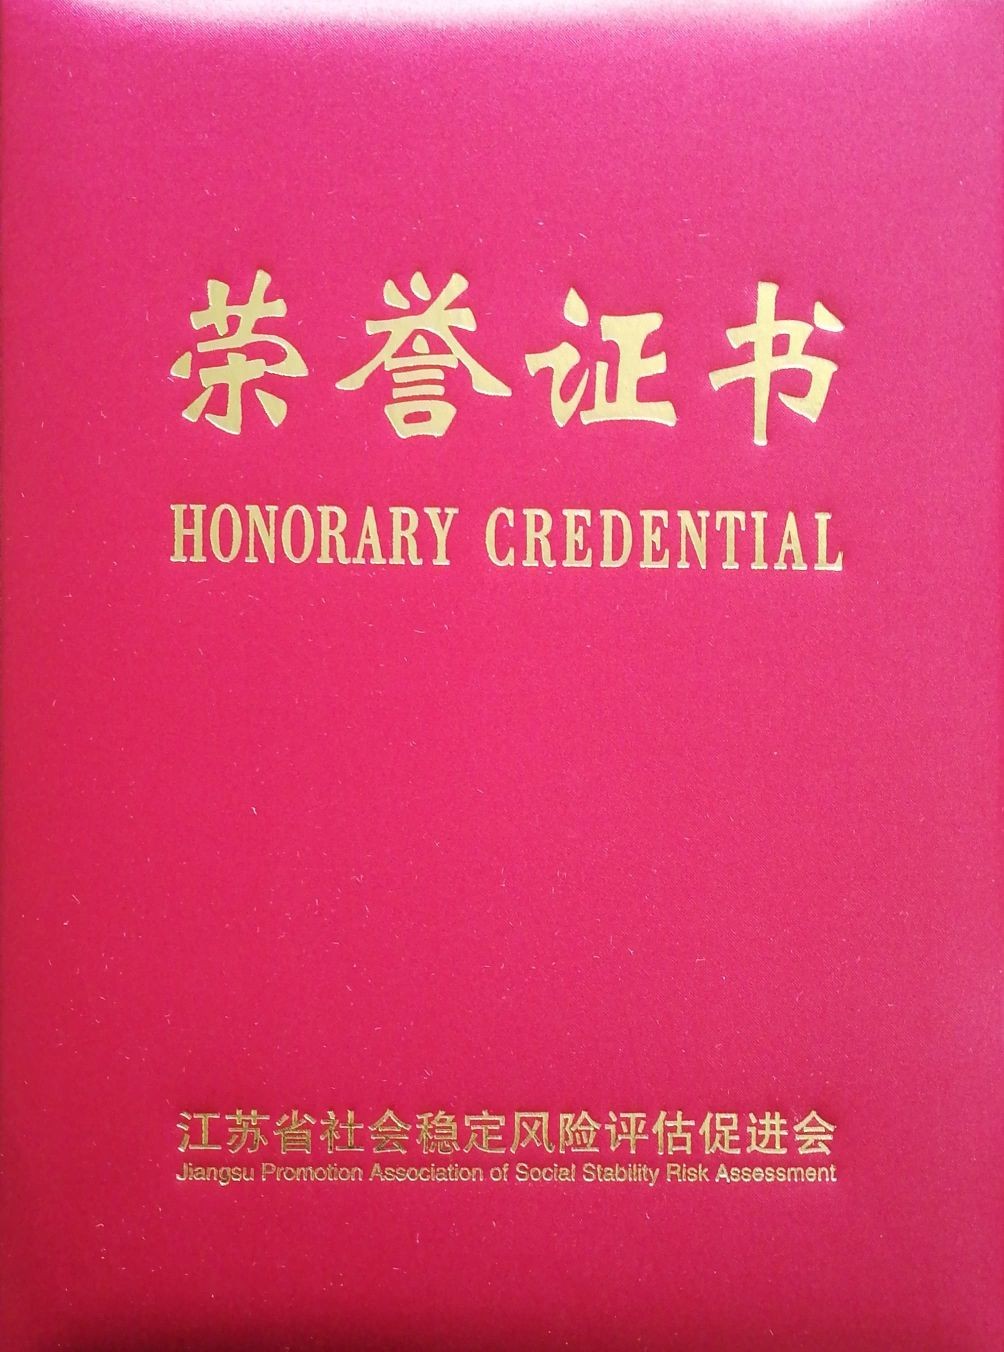 荣誉证书
HONORARY CREDENTIAL
江苏省社会稳定风险评估促进会
Jiangsu Promotion Association of Social Stability Risk Assessment